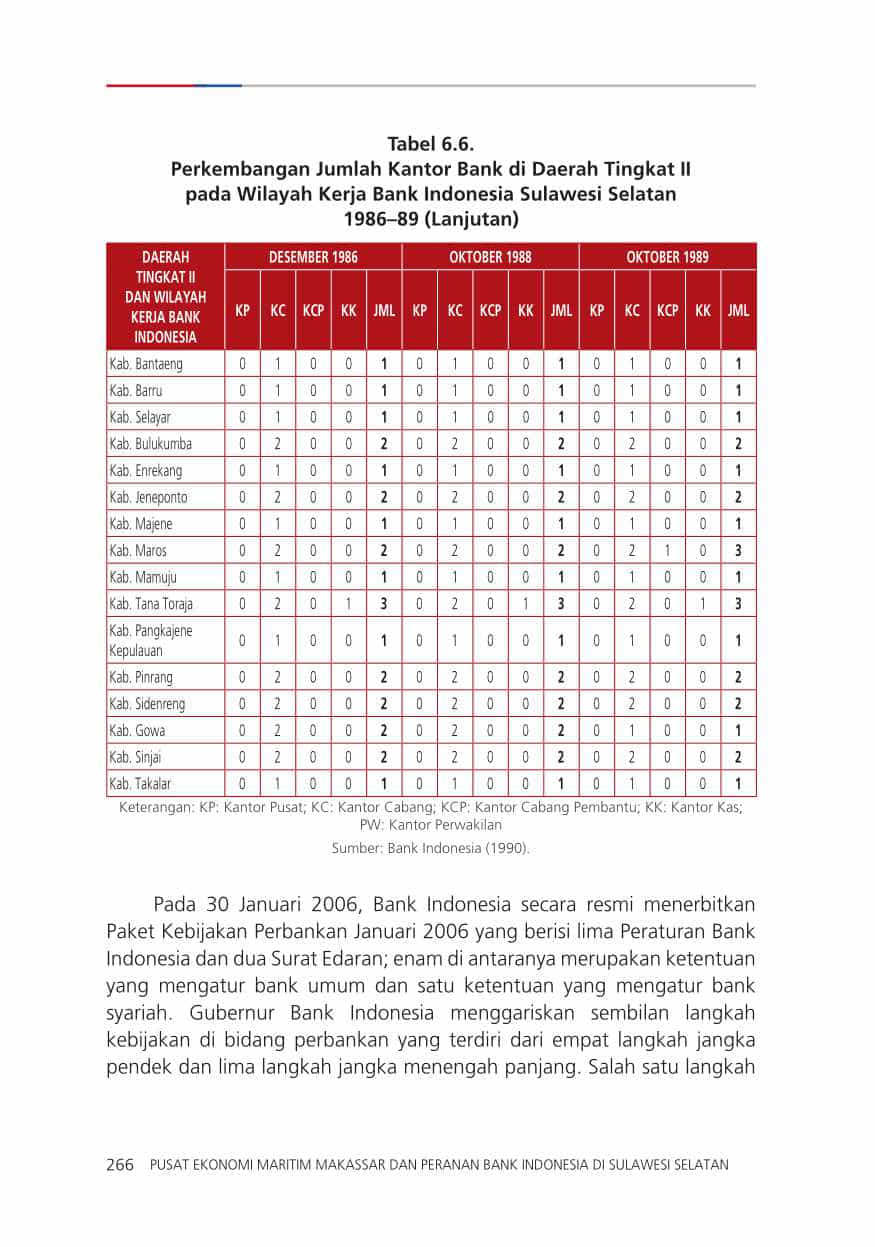 Tabel 6.6.
Perkembangan Jumlah Kantor Bank di Daerah Tingkat II
pada Wilayah Kerja Bank Indonesia Sulawesi Selatan
1986–89 (Lanjutan)
DAERAH TINGKAT II DAN WILAYAH KERJA BANK INDONESIA DESEMBER 1986 OKTOBER 1988 OKTOBER 1989
KP KC KCP KK JML KP KC KCP KK JML KP KC KCP KK JML
Kab. Bantaeng 0 1 0 0 1 0 1 0 0 1 0 1 0 0 1
Kab. Barru 0 1 0 0 1 0 1 0 0 1 0 1 0 0 1
Kab. Selayar 0 1 0 0 1 0 1 0 0 1 0 1 0 0 1
Kab. Bulukumba 0 2 0 0 2 0 2 0 0 2 0 2 0 0 2
Kab. Enrekang 0 1 0 0 1 0 1 0 0 1 0 1 0 0 1
Kab. Jeneponto 0 2 0 0 2 0 2 0 0 2 0 2 0 0 2
Kab. Majene 0 1 0 0 1 0 1 0 0 1 0 1 0 0 1
Kab. Maros 0 2 0 0 2 0 2 0 0 2 0 2 1 0 3
Kab. Mamuju 0 1 0 0 1 0 1 0 0 1 0 1 0 0 1
Kab. Tana Toraja 0 2 0 1 3 0 2 0 1 3 0 2 0 1 3
Kab. Pangkajene Kepulauan 0 1 0 0 1 0 1 0 0 1 0 1 0 0 1
Kab. Pinrang 0 2 0 0 2 0 2 0 0 2 0 2 0 0 2
Kab. Sidenreng 0 2 0 0 2 0 2 0 0 2 0 2 0 0 2
Kab. Gowa 0 2 0 0 2 0 2 0 0 2 0 1 0 0 1
Kab. Sinjai 0 2 0 0 2 0 2 0 0 2 0 2 0 0 2
Kab. Takalar 0 1 0 0 1 0 1 0 0 1 0 1 0 0 1
Keterangan: KP: Kantor Pusat; KC: Kantor Cabang; KCP: Kantor Cabang Pembantu; KK: Kantor Kas;
PW: Kantor Perwakilan
Sumber: Bank Indonesia (1990).
Pada 30 Januari 2006, Bank Indonesia secara resmi menerbitkan
Paket Kebijakan Perbankan Januari 2006 yang berisi lima Peraturan Bank
Indonesia dan dua Surat Edaran; enam di antaranya merupakan ketentuan
yang mengatur bank umum dan satu ketentuan yang mengatur bank
syariah. Gubernur Bank Indonesia menggariskan sembilan langkah
kebijakan di bidang perbankan yang terdiri dari empat langkah jangka
pendek dan lima langkah jangka menengah panjang. Salah satu langkah
266 PUSAT EKONOMI MARITIM MAKASSAR DAN PERANAN BANK INDONESIA DI SULAWESI SELATAN